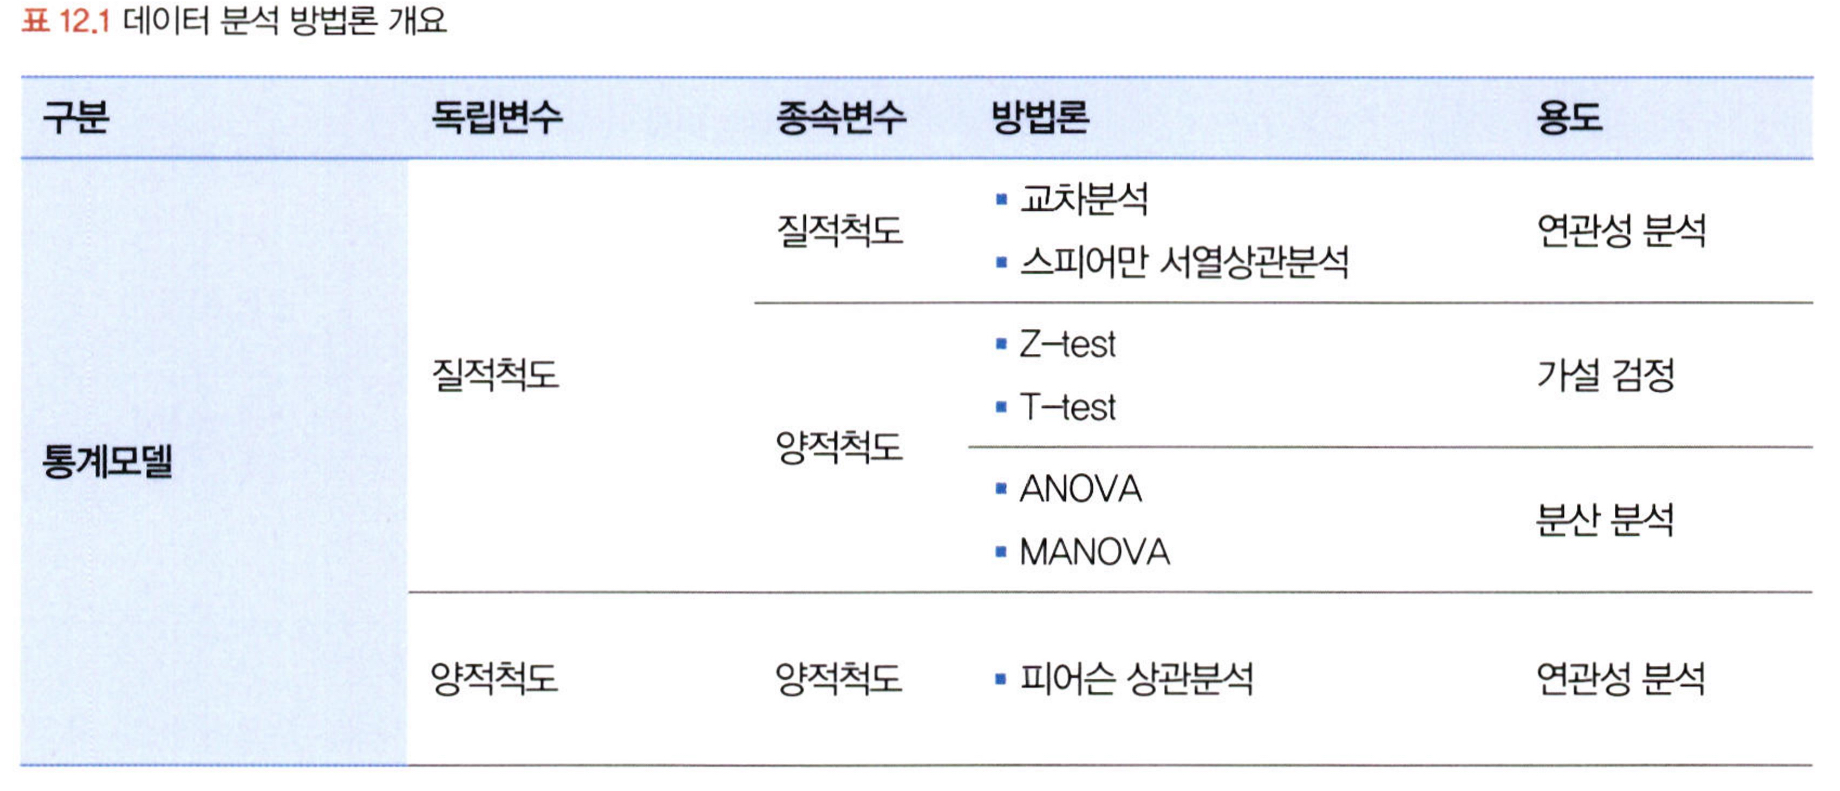 표 12.1 데이터 분석 방법론 개요
구분 독립변수 종속변수 방법론 용도
통계모델
질적척도
질적척도
▪ 교차분석
▪ 스피어만 서열상관분석
연관성 분석
양적척도
▪ Z-test
▪ T-test
가설 검정
▪ ANOVA
▪ MANOVA
분산 분석
양적척도 양적척도 ▪ 피어슨 상관분석 연관성 분석